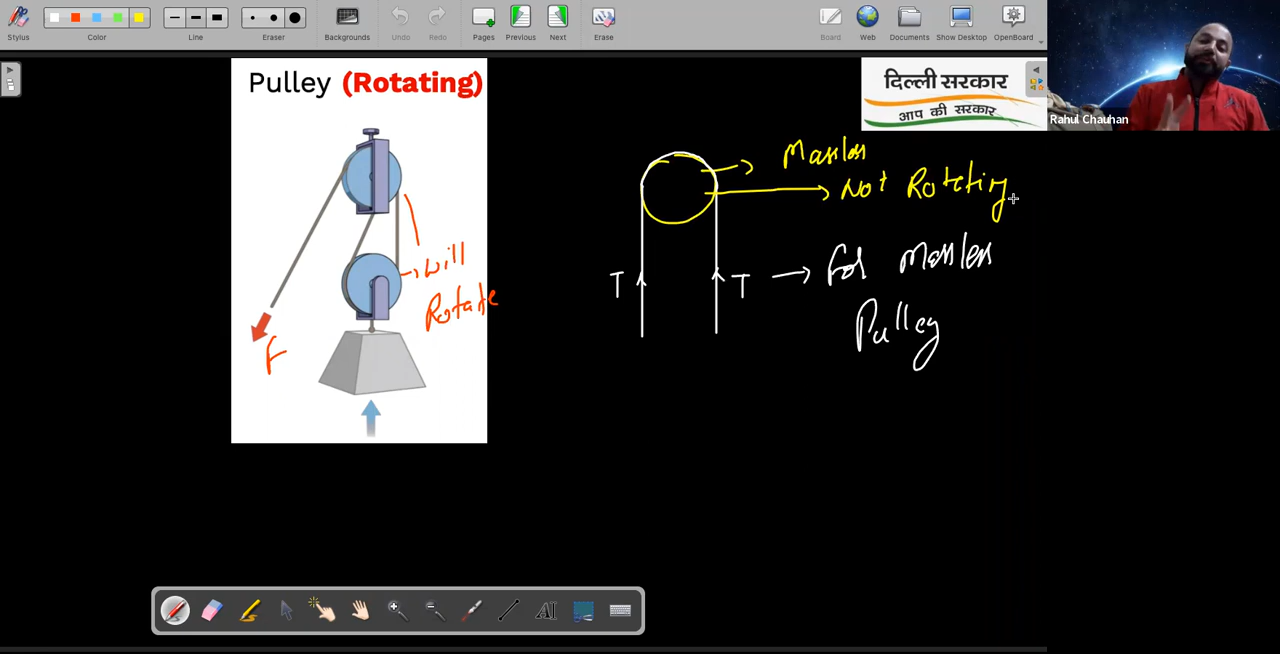 Stylus
Color
Line
Eraser
Backgrounds
Undo
Redo
Pages
Previous
Next
Erase
Board
Web
Documents
Show Desktop
OpenBoard
Pulley (Rotating)
दिल्ली सरकार
आप की सरकार
Rahul Chauhan
Massless
Not Rotating
will
Rotate
F
T
T → for Massless
Pulley
AI